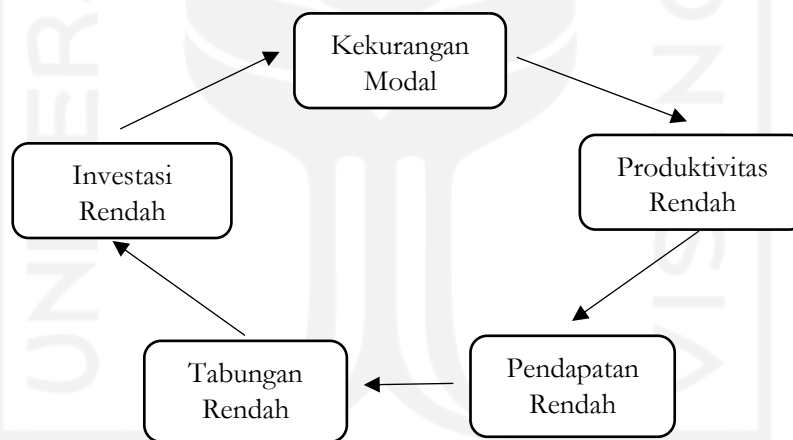 Kekurangan
Modal
Produktivitas
Rendah
Pendapatan
Rendah
Tabungan
Rendah
Investasi
Rendah